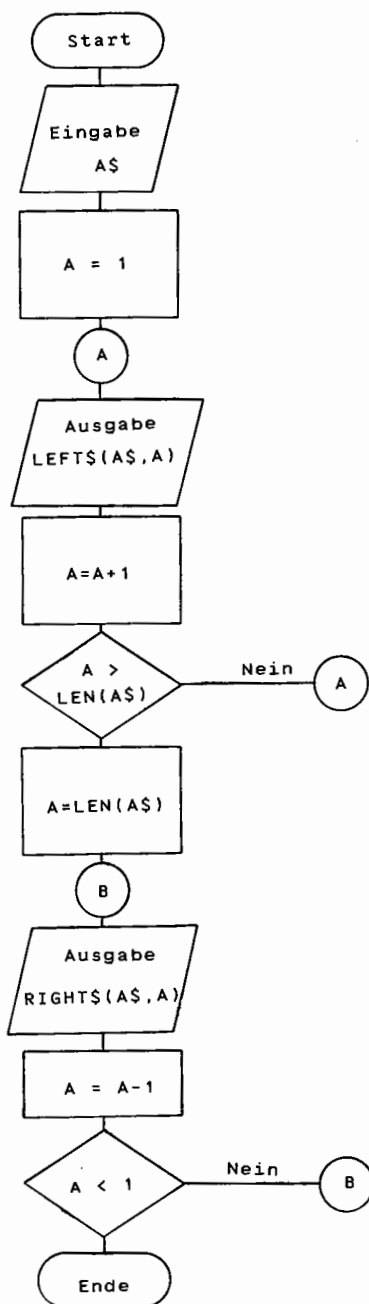 Start
Eingabe
A$
A = 1
A
Ausgabe
LEFT$(A$,A)
A=A+1
A >
LEN(A$)
Nein
A
A=LEN(A$)
B
Ausgabe
RIGHT$(A$,A)
A = A-1
A < 1
Nein
B
Ende